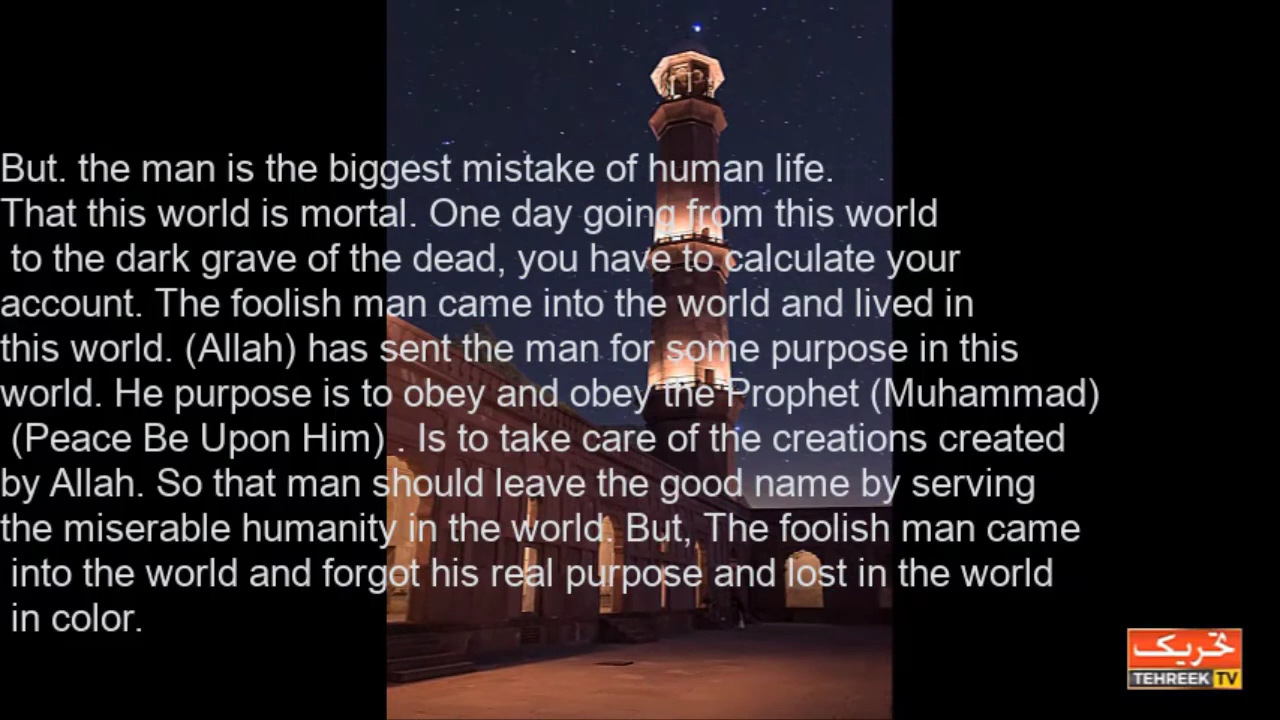 But. the man is the biggest mistake of human life.
That this world is mortal. One day going from this world
to the dark grave of the dead, you have to calculate your
account. The foolish man came into the world and lived in
this world. (Allah) has sent the man for some purpose in this
world. He purpose is to obey and obey the Prophet (Muhammad)
(Peace Be Upon Him) . Is to take care of the creations created
by Allah. So that man should leave the good name by serving
the miserable humanity in the world. But, The foolish man came
into the world and forgot his real purpose and lost in the world
in color.
تحریک
TEHREEK TV